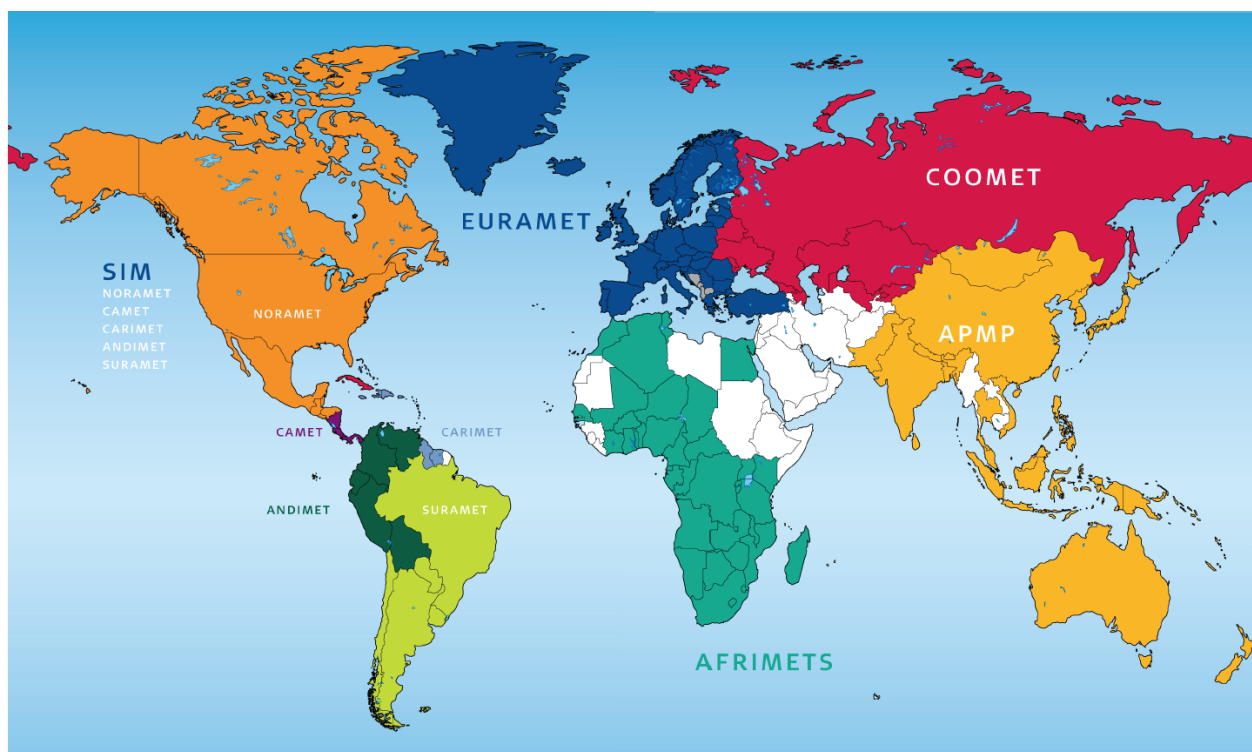 COOMET
EURAMET
SIM
NORAMET
CAMET
CARIMET
ANDIMET
SURAMET
NORAMET
APMP
CAMET
CARIMET
ANDIMET
SURAMET
AFRIMETS